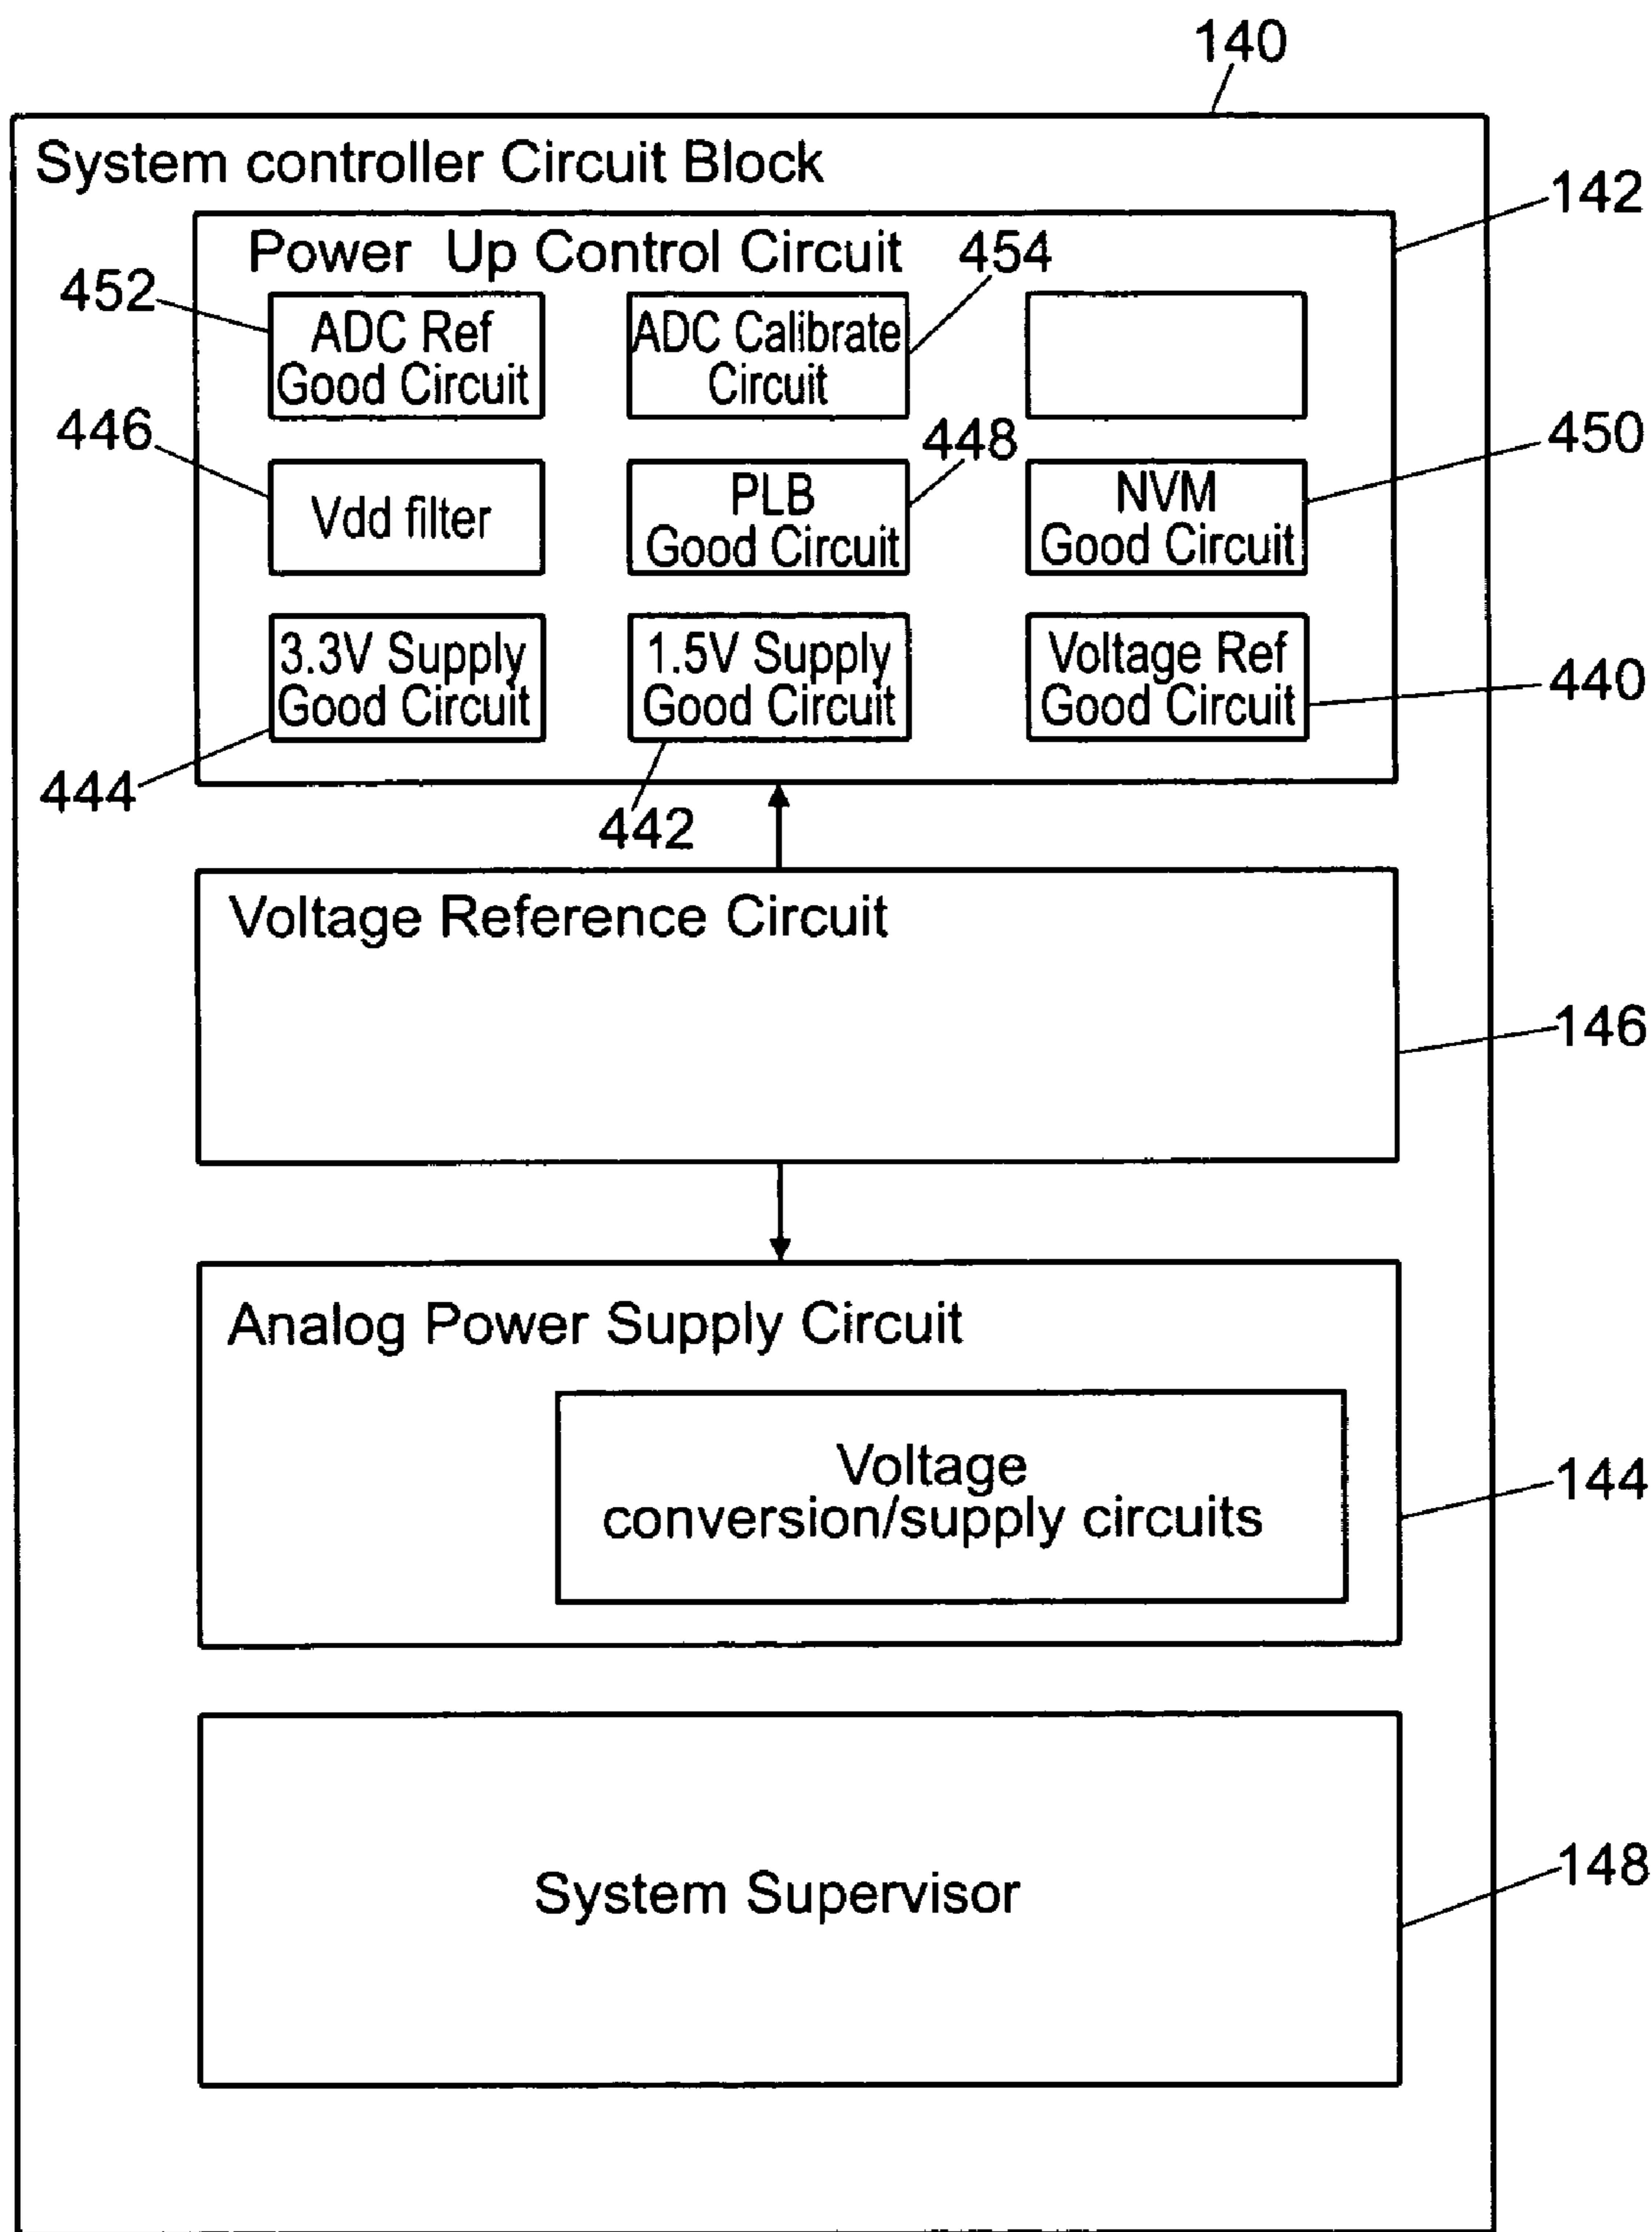 140
System controller Circuit Block
142
Power Up Control Circuit
454
452
ADC Ref
Good Circuit
ADC Calibrate
Circuit
446
448
450
Vdd filter
PLB
Good Circuit
NVM
Good Circuit
3.3V Supply
Good Circuit
1.5V Supply
Good Circuit
Voltage Ref
Good Circuit
440
444
442
Voltage Reference Circuit
146
Analog Power Supply Circuit
Voltage
conversion/supply circuits
144
System Supervisor
148